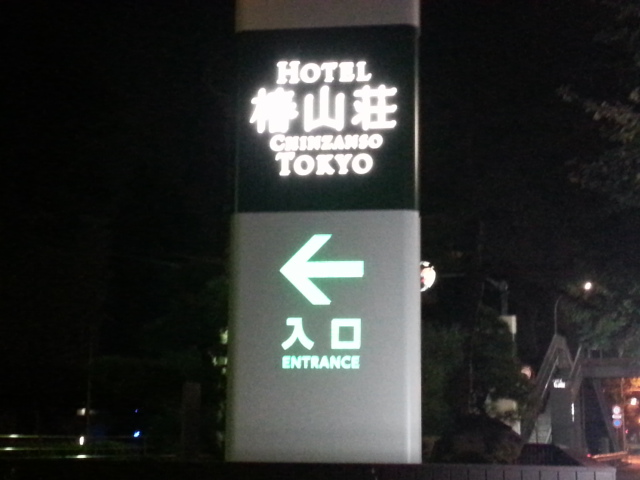 HOTEL
椿山荘
CHINZANSO
TOKYO
入口
ENTRANCE